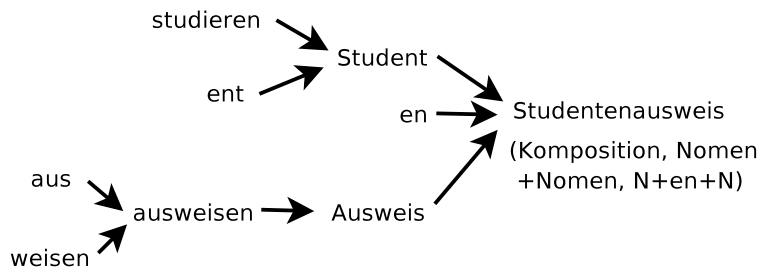 studieren
ent
Student
en
Studentenausweis
(Komposition, Nomen
+Nomen, N+en+N)
aus
weisen
ausweisen
Ausweis